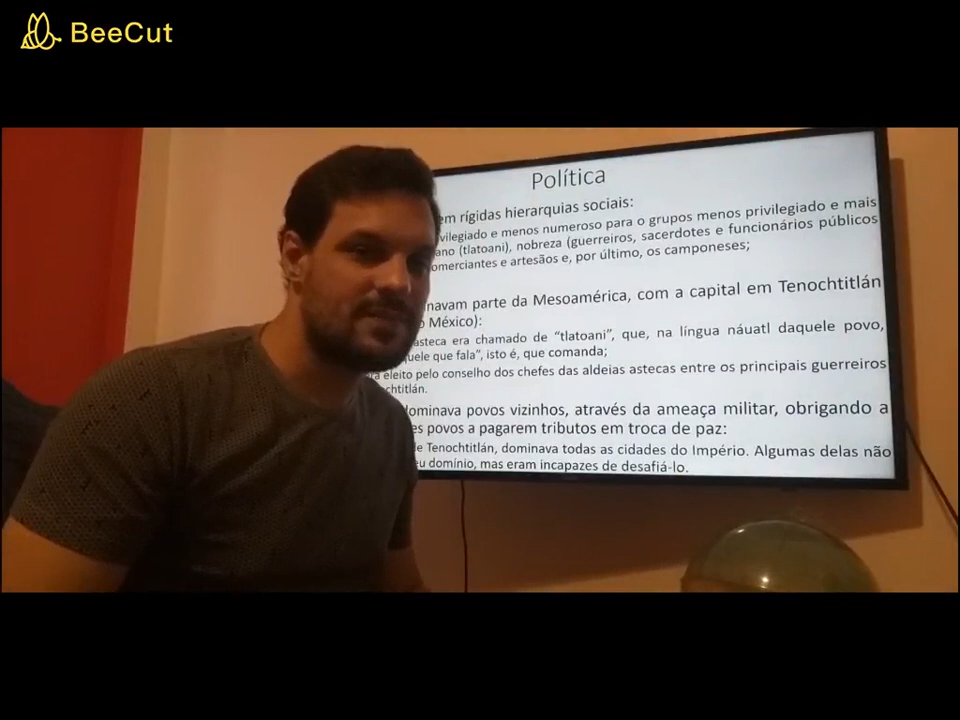 BeeCut
Política
em rígidas hierarquias sociais:
vilegiado e menos numeroso para o grupos menos privilegiado e mais
ano (tlatoani), nobreza (guerreiros, sacerdotes e funcionários públicos
omerciantes e artesãos e, por último, os camponeses;
navam parte da Mesoamérica, com a capital em Tenochtitlán
o México):
asteca era chamado de “tlatoani”, que, na língua náuatl daquele povo,
quele que fala”, isto é, que comanda;
eleito pelo conselho dos chefes das aldeias astecas entre os principais guerreiros
chtitlán.
dominava povos vizinhos, através da ameaça militar, obrigando a
es povos a pagarem tributos em troca de paz:
de Tenochtitlán, dominava todas as cidades do Império. Algumas delas não
eu domínio, mas eram incapazes de desafiá-lo.